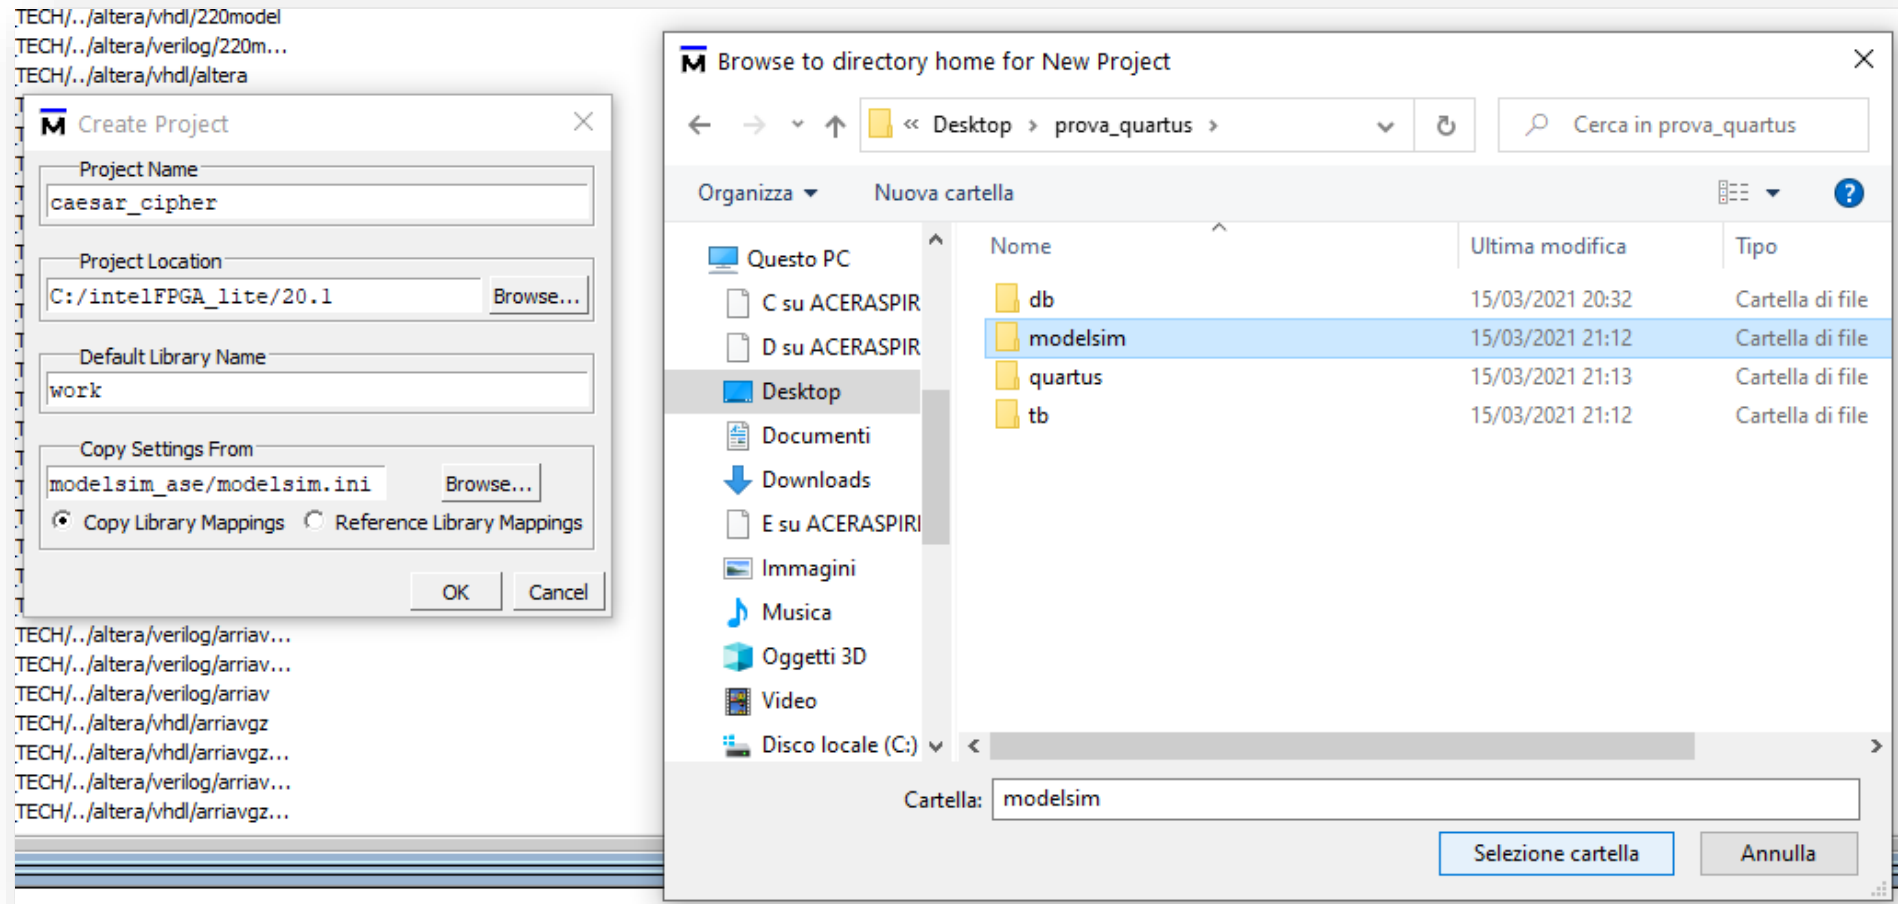 TECH/../altera/vhdl/220model
TECH/../altera/verilog/220m...
TECH/../altera/vhdl/altera
Create Project
Project Name
caesar_cipher
Project Location
C:/intelFPGA_lite/20.1
Browse...
Default Library Name
work
Copy Settings From
modelsim_ase/modelsim.ini
Browse...
Copy Library Mappings
Reference Library Mappings
OK
Cancel
TECH/../altera/verilog/arriav...
TECH/../altera/verilog/arriav...
TECH/../altera/verilog/arriav
TECH/../altera/vhdl/arriavgz
TECH/../altera/vhdl/arriavgz...
TECH/../altera/verilog/arriav...
TECH/../altera/vhdl/arriavgz...
Browse to directory home for New Project
« Desktop > prova_quartus >
Cerca in prova_quartus
Organizza
Nuova cartella
Questo PC
C su ACERASPIR
D su ACERASPIR
Desktop
Documenti
Downloads
E su ACERASPIRI
Immagini
Musica
Oggetti 3D
Video
Disco locale (C:)
Nome Ultima modifica Tipo
db 15/03/2021 20:32 Cartella di file
modelsim 15/03/2021 21:12 Cartella di file
quartus 15/03/2021 21:13 Cartella di file
tb 15/03/2021 21:12 Cartella di file
Cartella: modelsim
Selezione cartella
Annulla